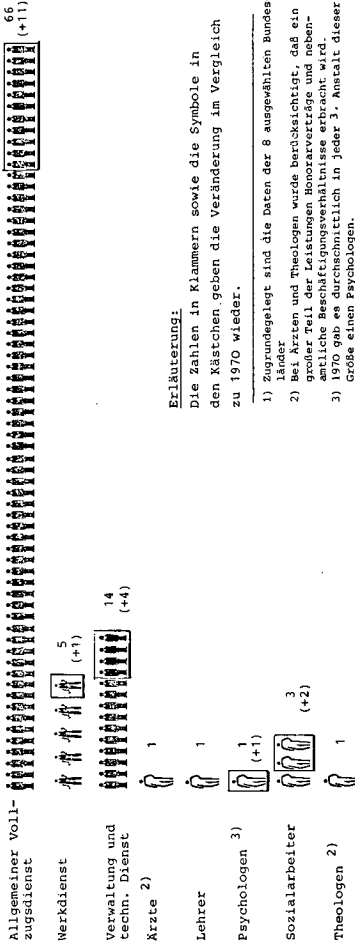 Allgemeiner Voll-
zugsdienst
66
(+11)
Werkdienst
5
(+1)
Verwaltung und
techn. Dienst
14
(+4)
Ärzte 2)
1
Lehrer
1
Psychologen 3)
1
(+1)
Sozialarbeiter
3
(+2)
Theologen 2)
1
Erläuterung:
Die Zahlen in Klammern sowie die Symbole in
den Kästchen geben die Veränderung im Vergleich
zu 1970 wieder.
1) Zugrundegelegt sind die Daten der 8 ausgewählten Bundes
länder
2) Bei Ärzten und Theologen wurde berücksichtigt, daß ein
großer Teil der Leistungen Honorarverträge und neben-
amtliche Beschäftigungsverhältnisse erbracht wird.
3) 1970 gab es durchschnittlich in jeder 3. Anstalt dieser
Größe einen Psychologen.